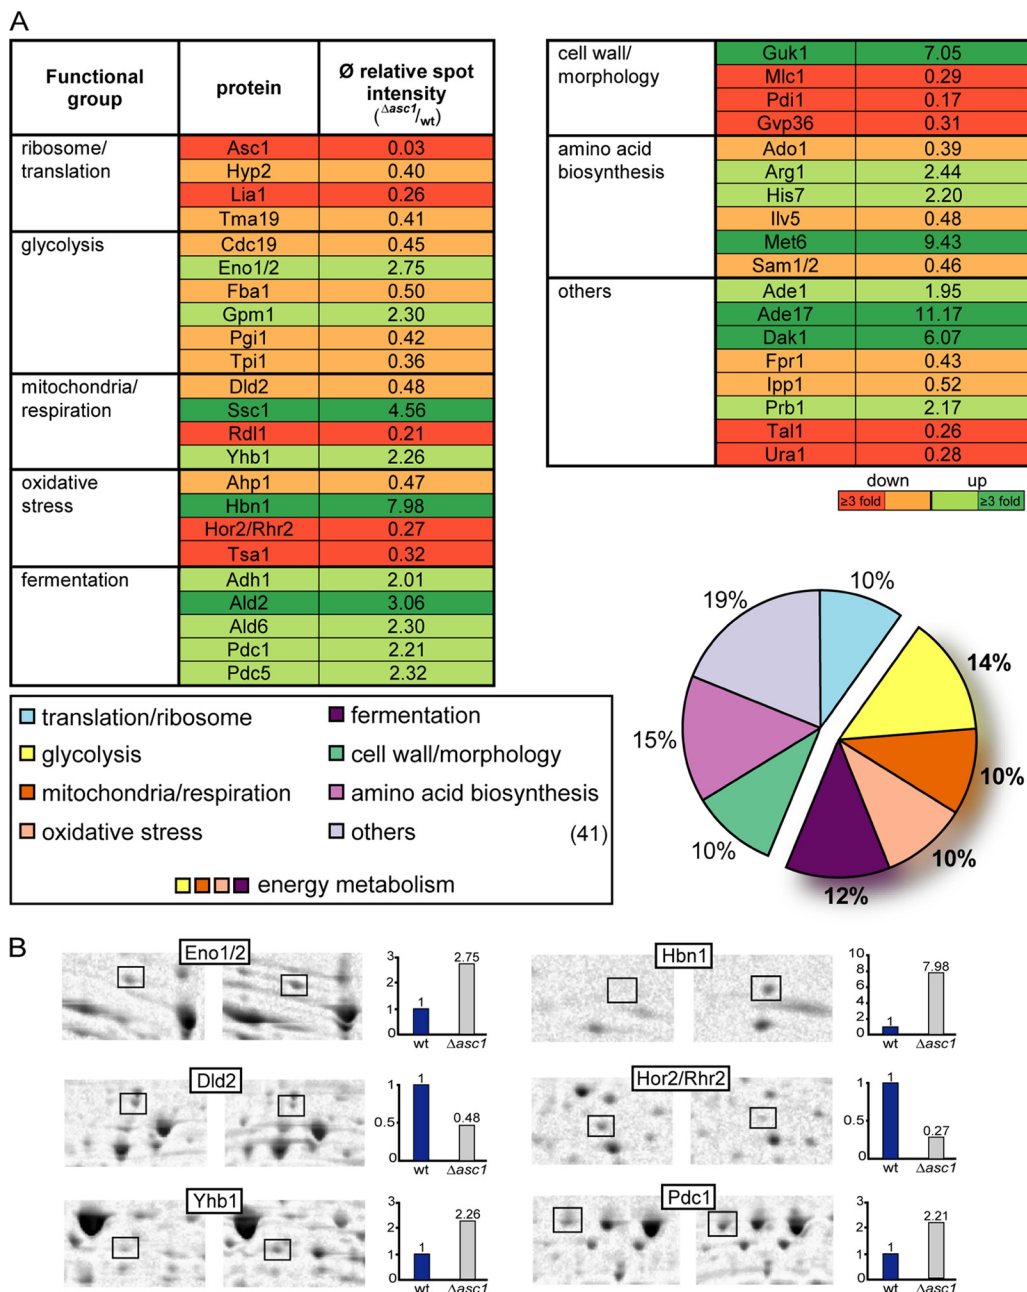 A
Functional group
protein
Ø relative spot intensity (Δasc1/wt)
ribosome/translation
Asc1 0.03
Hyp2 0.40
Lia1 0.26
Tma19 0.41
glycolysis
Cdc19 0.45
Eno1/2 2.75
Fba1 0.50
Gpm1 2.30
Pgi1 0.42
Tpi1 0.36
mitochondria/respiration
Dld2 0.48
Ssc1 4.56
Rdl1 0.21
Yhb1 2.26
oxidative stress
Ahp1 0.47
Hbn1 7.98
Hor2/Rhr2 0.27
Tsa1 0.32
fermentation
Adh1 2.01
Ald2 3.06
Ald6 2.30
Pdc1 2.21
Pdc5 2.32
cell wall/morphology
Guk1 7.05
Mlc1 0.29
Pdi1 0.17
Gvp36 0.31
amino acid biosynthesis
Ado1 0.39
Arg1 2.44
His7 2.20
Ilv5 0.48
Met6 9.43
Sam1/2 0.46
others
Ade1 1.95
Ade17 11.17
Dak1 6.07
Fpr1 0.43
Ipp1 0.52
Prb1 2.17
Tal1 0.26
Ura1 0.28
down up
≥3 fold ≥3 fold
translation/ribosome
glycolysis
mitochondria/respiration
oxidative stress
fermentation
cell wall/morphology
amino acid biosynthesis
others (41)
energy metabolism
10%
14%
10%
10%
12%
10%
15%
19%
B
Eno1/2
3
2
1
0
1
2.75
wt Δasc1
Hbn1
10
8
6
4
2
0
1
7.98
wt Δasc1
Dld2
1
0.5
0
1
0.48
wt Δasc1
Hor2/Rhr2
1
0.5
0
1
0.27
wt Δasc1
Yhb1
3
2
1
0
1
2.26
wt Δasc1
Pdc1
3
2
1
0
1
2.21
wt Δasc1